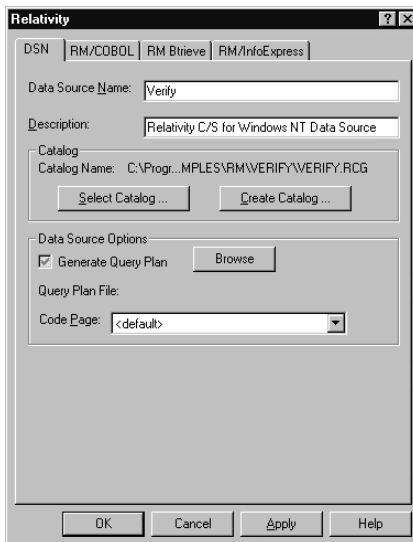 Relativity
DSN RM/COBOL RM Btrieve RM/InfoExpress
Data Source Name: Verify
Description: Relativity C/S for Windows NT Data Source
Catalog
Catalog Name: C:\Progr...MPLES\RM\VERIFY\VERIFY.RCG
Select Catalog ... Create Catalog ...
Data Source Options
Generate Query Plan Browse
Query Plan File:
Code Page: <default>
OK Cancel Apply Help